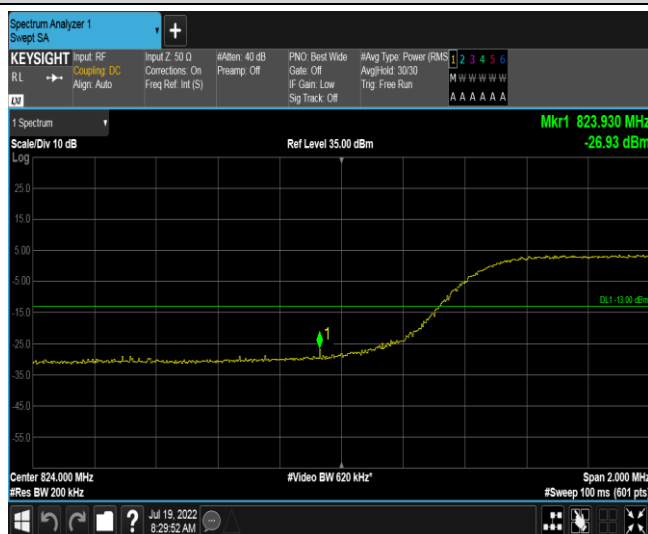 Spectrum Analyzer 1
Swept SA
+
KEYSIGHT
RL
LXI
Input: RF
Coupling: DC
Align: Auto
Input Z: 50 Ω
Corrections: On
Freq Ref: Int (S)
#Atten: 40 dB
Preamp: Off
PNO: Best Wide
Gate: Off
IF Gain: Low
Sig Track: Off
#Avg Type: Power (RMS
Avg|Hold: 30/30
Trig: Free Run
1 2 3 4 5 6
M W W W W W
A A A A A A
1 Spectrum
Mkr1 823.930 MHz
-26.93 dBm
Scale/Div 10 dB
Ref Level 35.00 dBm
Log
25.0
15.0
5.00
-5.00
DL1 -13.00 dBm
-15.0
1
-25.0
-35.0
-45.0
-55.0
Center 824.000 MHz
#Video BW 620 kHz*
Span 2.000 MHz
#Res BW 200 kHz
#Sweep 100 ms (601 pts)
?
Jul 19, 2022
8:29:52 AM